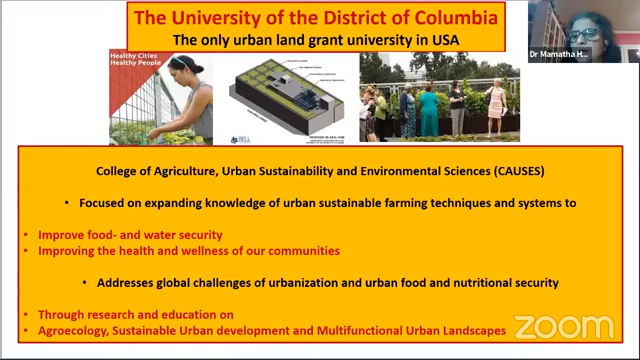 The University of the District of Columbia
The only urban land grant university in USA
Dr Mamatha H...
Healthy Cities
Healthy People
BELL
College of Agriculture, Urban Sustainability and Environmental Sciences (CAUSES)
• Focused on expanding knowledge of urban sustainable farming techniques and systems to
• Improve food- and water security
• Improving the health and wellness of our communities
• Addresses global challenges of urbanization and urban food and nutritional security
• Through research and education on
• Agroecology, Sustainable Urban development and Multifunctional Urban Landscapes
zoom